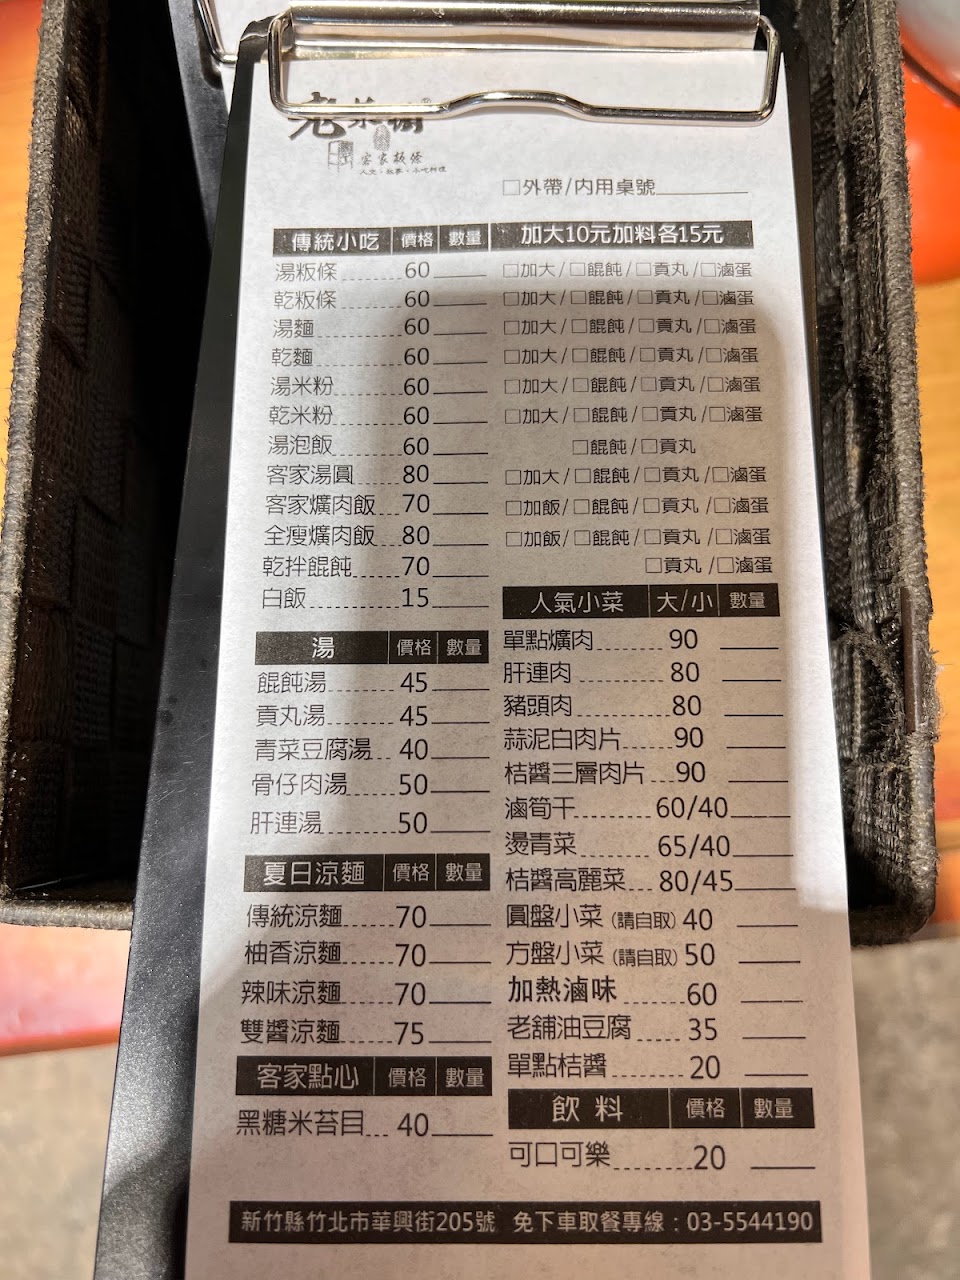 客家粄條
人文・故事・小吃料理
□外帶/內用桌號
傳統小吃 價格 數量 加大10元加料各15元
湯粄條 60 □加大/□餛飩/□貢丸/□滷蛋
乾粄條 60 □加大/□餛飩/□貢丸/□滷蛋
湯麵 60 □加大/□餛飩/□貢丸/□滷蛋
乾麵 60 □加大/□餛飩/□貢丸/□滷蛋
湯米粉 60 □加大/□餛飩/□貢丸/□滷蛋
乾米粉 60 □加大/□餛飩/□貢丸/□滷蛋
湯泡飯 60 □餛飩/□貢丸
客家湯圓 80 □加大/□餛飩/□貢丸/□滷蛋
客家爌肉飯 70 □加飯/□餛飩/□貢丸/□滷蛋
全瘦爌肉飯 80 □加飯/□餛飩/□貢丸/□滷蛋
乾拌餛飩 70 □貢丸/□滷蛋
白飯 15
湯 價格 數量
餛飩湯 45
貢丸湯 45
青菜豆腐湯 40
骨仔肉湯 50
肝連湯 50
夏日涼麵 價格 數量
傳統涼麵 70
柚香涼麵 70
辣味涼麵 70
雙醬涼麵 75
客家點心 價格 數量
黑糖米苔目 40
人氣小菜 大/小 數量
單點爌肉 90
肝連肉 80
豬頭肉 80
蒜泥白肉片 90
桔醬三層肉片 90
滷筍干 60/40
燙青菜 65/40
桔醬高麗菜 80/45
圓盤小菜(請自取) 40
方盤小菜(請自取) 50
加熱滷味 60
老舖油豆腐 35
單點桔醬 20
飲料 價格 數量
可口可樂 20
新竹縣竹北市華興街205號 免下車取餐專線：03-5544190